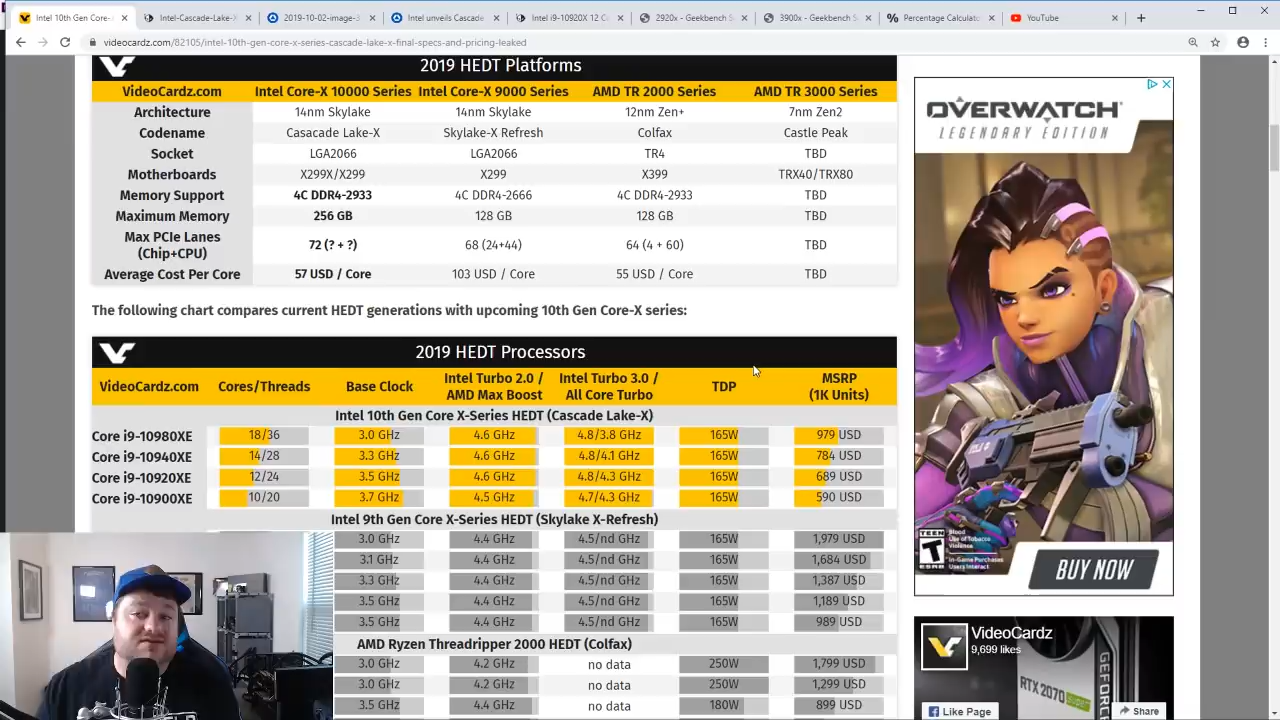 Intel 10th Gen Core-X
Intel-Cascade-Lake-X
2019-10-02-image-3
Intel unveils Cascade
Intel i9-10920X 12 C
2920x - Geekbench S
3900x - Geekbench S
Percentage Calculato
YouTube
videocardz.com/82105/intel-10th-gen-core-x-series-cascade-lake-x-final-specs-and-pricing-leaked
2019 HEDT Platforms
VideoCardz.com Intel Core-X 10000 Series Intel Core-X 9000 Series AMD TR 2000 Series AMD TR 3000 Series
Architecture 14nm Skylake 14nm Skylake 12nm Zen+ 7nm Zen2
Codename Casacade Lake-X Skylake-X Refresh Colfax Castle Peak
Socket LGA2066 LGA2066 TR4 TBD
Motherboards X299X/X299 X299 X399 TRX40/TRX80
Memory Support 4C DDR4-2933 4C DDR4-2666 4C DDR4-2933 TBD
Maximum Memory 256 GB 128 GB 128 GB TBD
Max PCIe Lanes
(Chip+CPU) 72 (? + ?) 68 (24+44) 64 (4 + 60) TBD
Average Cost Per Core 57 USD / Core 103 USD / Core 55 USD / Core TBD
The following chart compares current HEDT generations with upcoming 10th Gen Core-X series:
2019 HEDT Processors
VideoCardz.com Cores/Threads Base Clock Intel Turbo 2.0 / AMD Max Boost Intel Turbo 3.0 / All Core Turbo TDP MSRP (1K Units)
Intel 10th Gen Core X-Series HEDT (Cascade Lake-X)
Core i9-10980XE 18/36 3.0 GHz 4.6 GHz 4.8/3.8 GHz 165W 979 USD
Core i9-10940XE 14/28 3.3 GHz 4.6 GHz 4.8/4.1 GHz 165W 784 USD
Core i9-10920XE 12/24 3.5 GHz 4.6 GHz 4.8/4.3 GHz 165W 689 USD
Core i9-10900XE 10/20 3.7 GHz 4.5 GHz 4.7/4.3 GHz 165W 590 USD
Intel 9th Gen Core X-Series HEDT (Skylake X-Refresh)
3.0 GHz 4.4 GHz 4.5/nd GHz 165W 1,979 USD
3.1 GHz 4.4 GHz 4.5/nd GHz 165W 1,684 USD
3.3 GHz 4.4 GHz 4.5/nd GHz 165W 1,387 USD
3.5 GHz 4.4 GHz 4.5/nd GHz 165W 1,189 USD
3.5 GHz 4.4 GHz 4.5/nd GHz 165W 989 USD
AMD Ryzen Threadripper 2000 HEDT (Colfax)
3.0 GHz 4.2 GHz no data 250W 1,799 USD
3.0 GHz 4.2 GHz no data 250W 1,299 USD
3.5 GHz 4.2 GHz no data 180W 899 USD
OVERWATCH
LEGENDARY EDITION
TEEN
T
ESRB
Blood
Use of Tobacco
Violence
In-Game Purchases
Users Interact
BUY NOW
VideoCardz
9,699 likes
RTX 2070 SUPER
GEFORCE
Like Page
Share